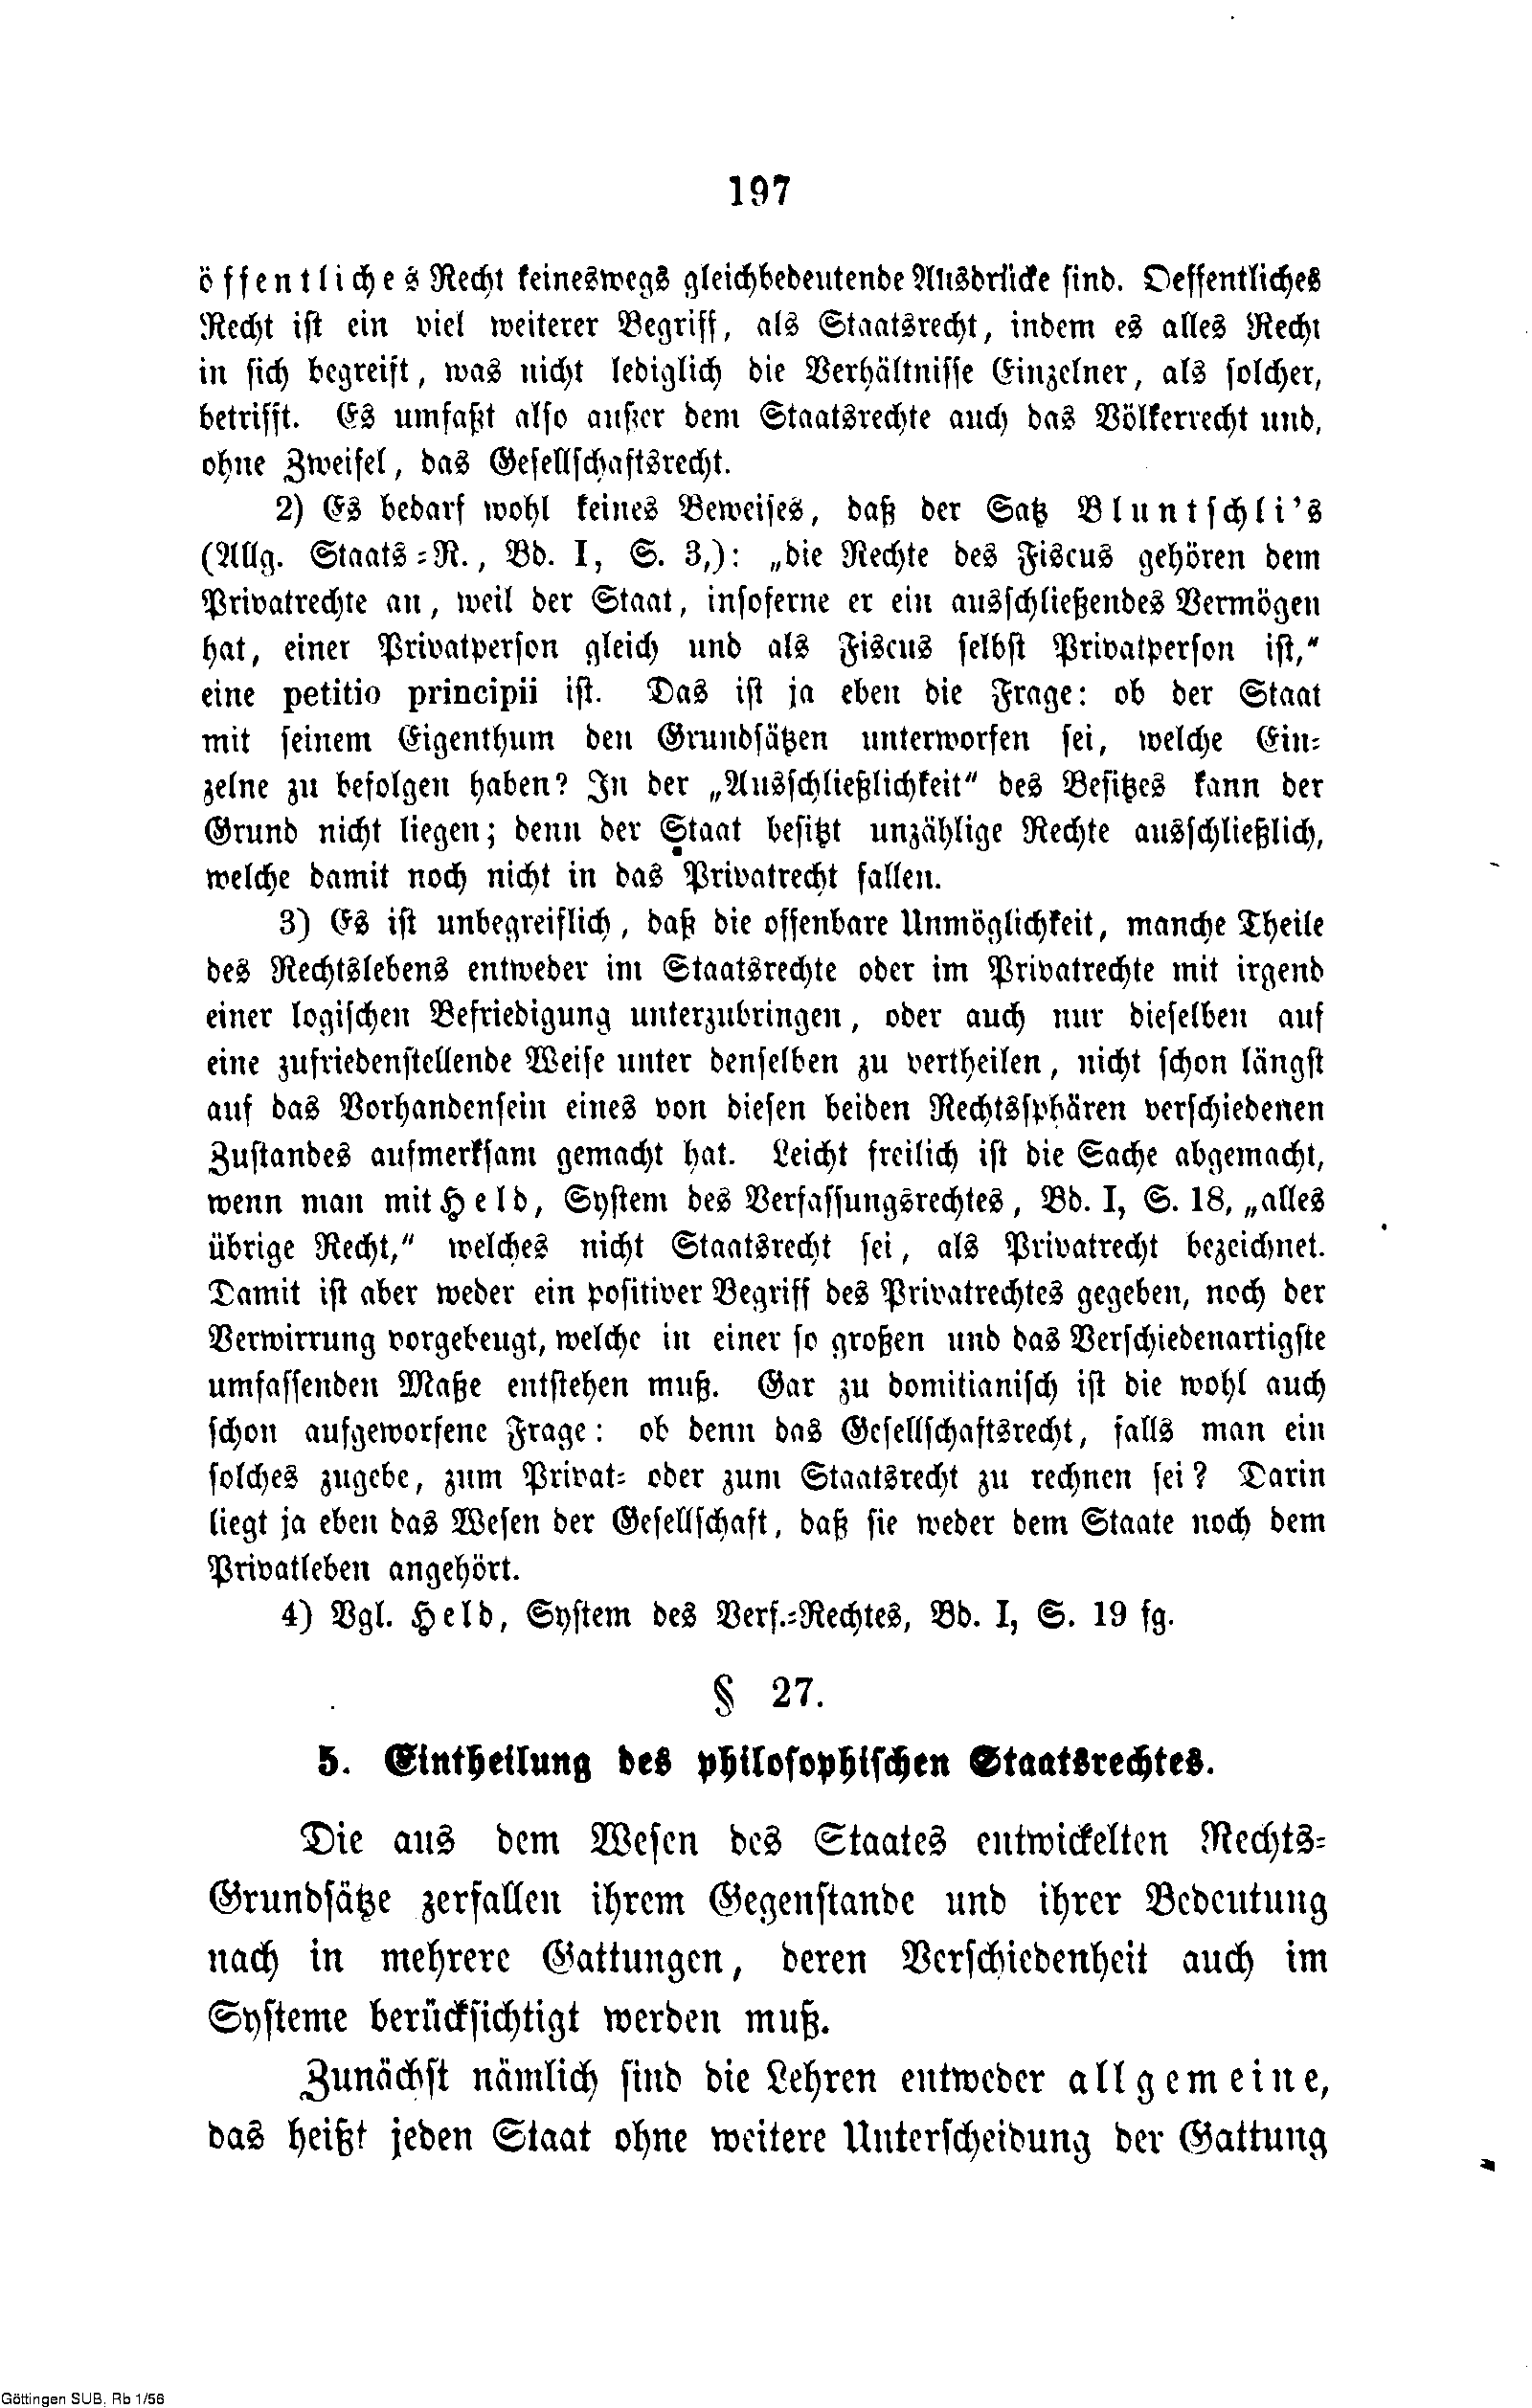 197
öffentliches Recht keineswegs gleichbedeutende Ausdrücke sind. Oeffentliches
Recht ist ein viel weiterer Begriff, als Staatsrecht, indem es alles Recht
in sich begreift, was nicht lediglich die Verhältnisse Einzelner, als solcher,
betrifft. Es umfaßt also außer dem Staatsrechte auch das Völkerrecht und,
ohne Zweifel, das Gesellschaftsrecht.
2) Es bedarf wohl keines Beweises, daß der Satz Bluntschli's
(Allg. Staats-R., Bd. I, S. 3,): „die Rechte des Fiscus gehören dem
Privatrechte an, weil der Staat, insoferne er ein ausschließendes Vermögen
hat, einer Privatperson gleich und als Fiscus selbst Privatperson ist,"
eine petitio principii ist. Das ist ja eben die Frage: ob der Staat
mit seinem Eigenthum den Grundsätzen unterworfen sei, welche Ein-
zelne zu befolgen haben? In der „Ausschließlichkeit" des Besitzes kann der
Grund nicht liegen; denn der Staat besitzt unzählige Rechte ausschließlich,
welche damit noch nicht in das Privatrecht fallen.
3) Es ist unbegreiflich, daß die offenbare Unmöglichkeit, manche Theile
des Rechtslebens entweder im Staatsrechte oder im Privatrechte mit irgend
einer logischen Befriedigung unterzubringen, oder auch nur dieselben auf
eine zufriedenstellende Weise unter denselben zu vertheilen, nicht schon längst
auf das Vorhandensein eines von diesen beiden Rechtssphären verschiedenen
Zustandes aufmerksam gemacht hat. Leicht freilich ist die Sache abgemacht,
wenn man mit Held, System des Verfassungsrechtes, Bd. I, S. 18, „alles
übrige Recht," welches nicht Staatsrecht sei, als Privatrecht bezeichnet.
Damit ist aber weder ein positiver Begriff des Privatrechtes gegeben, noch der
Verwirrung vorgebeugt, welche in einer so großen und das Verschiedenartigste
umfassenden Maße entstehen muß. Gar zu domitianisch ist die wohl auch
schon aufgeworfene Frage: ob denn das Gesellschaftsrecht, falls man ein
solches zugebe, zum Privat- oder zum Staatsrecht zu rechnen sei? Darin
liegt ja eben das Wesen der Gesellschaft, daß sie weder dem Staate noch dem
Privatleben angehört.
4) Vgl. Held, System des Verf.-Rechtes, Bd. I, S. 19 fg.
§ 27.
5. Eintheilung des philosophischen Staatsrechtes.
Die aus dem Wesen des Staates entwickelten Rechts-
Grundsätze zerfallen ihrem Gegenstande und ihrer Bedeutung
nach in mehrere Gattungen, deren Verschiedenheit auch im
Systeme berücksichtigt werden muß.
Zunächst nämlich sind die Lehren entweder allgemeine,
das heißt jeden Staat ohne weitere Unterscheidung der Gattung
Göttingen SUB, Rb 1/56